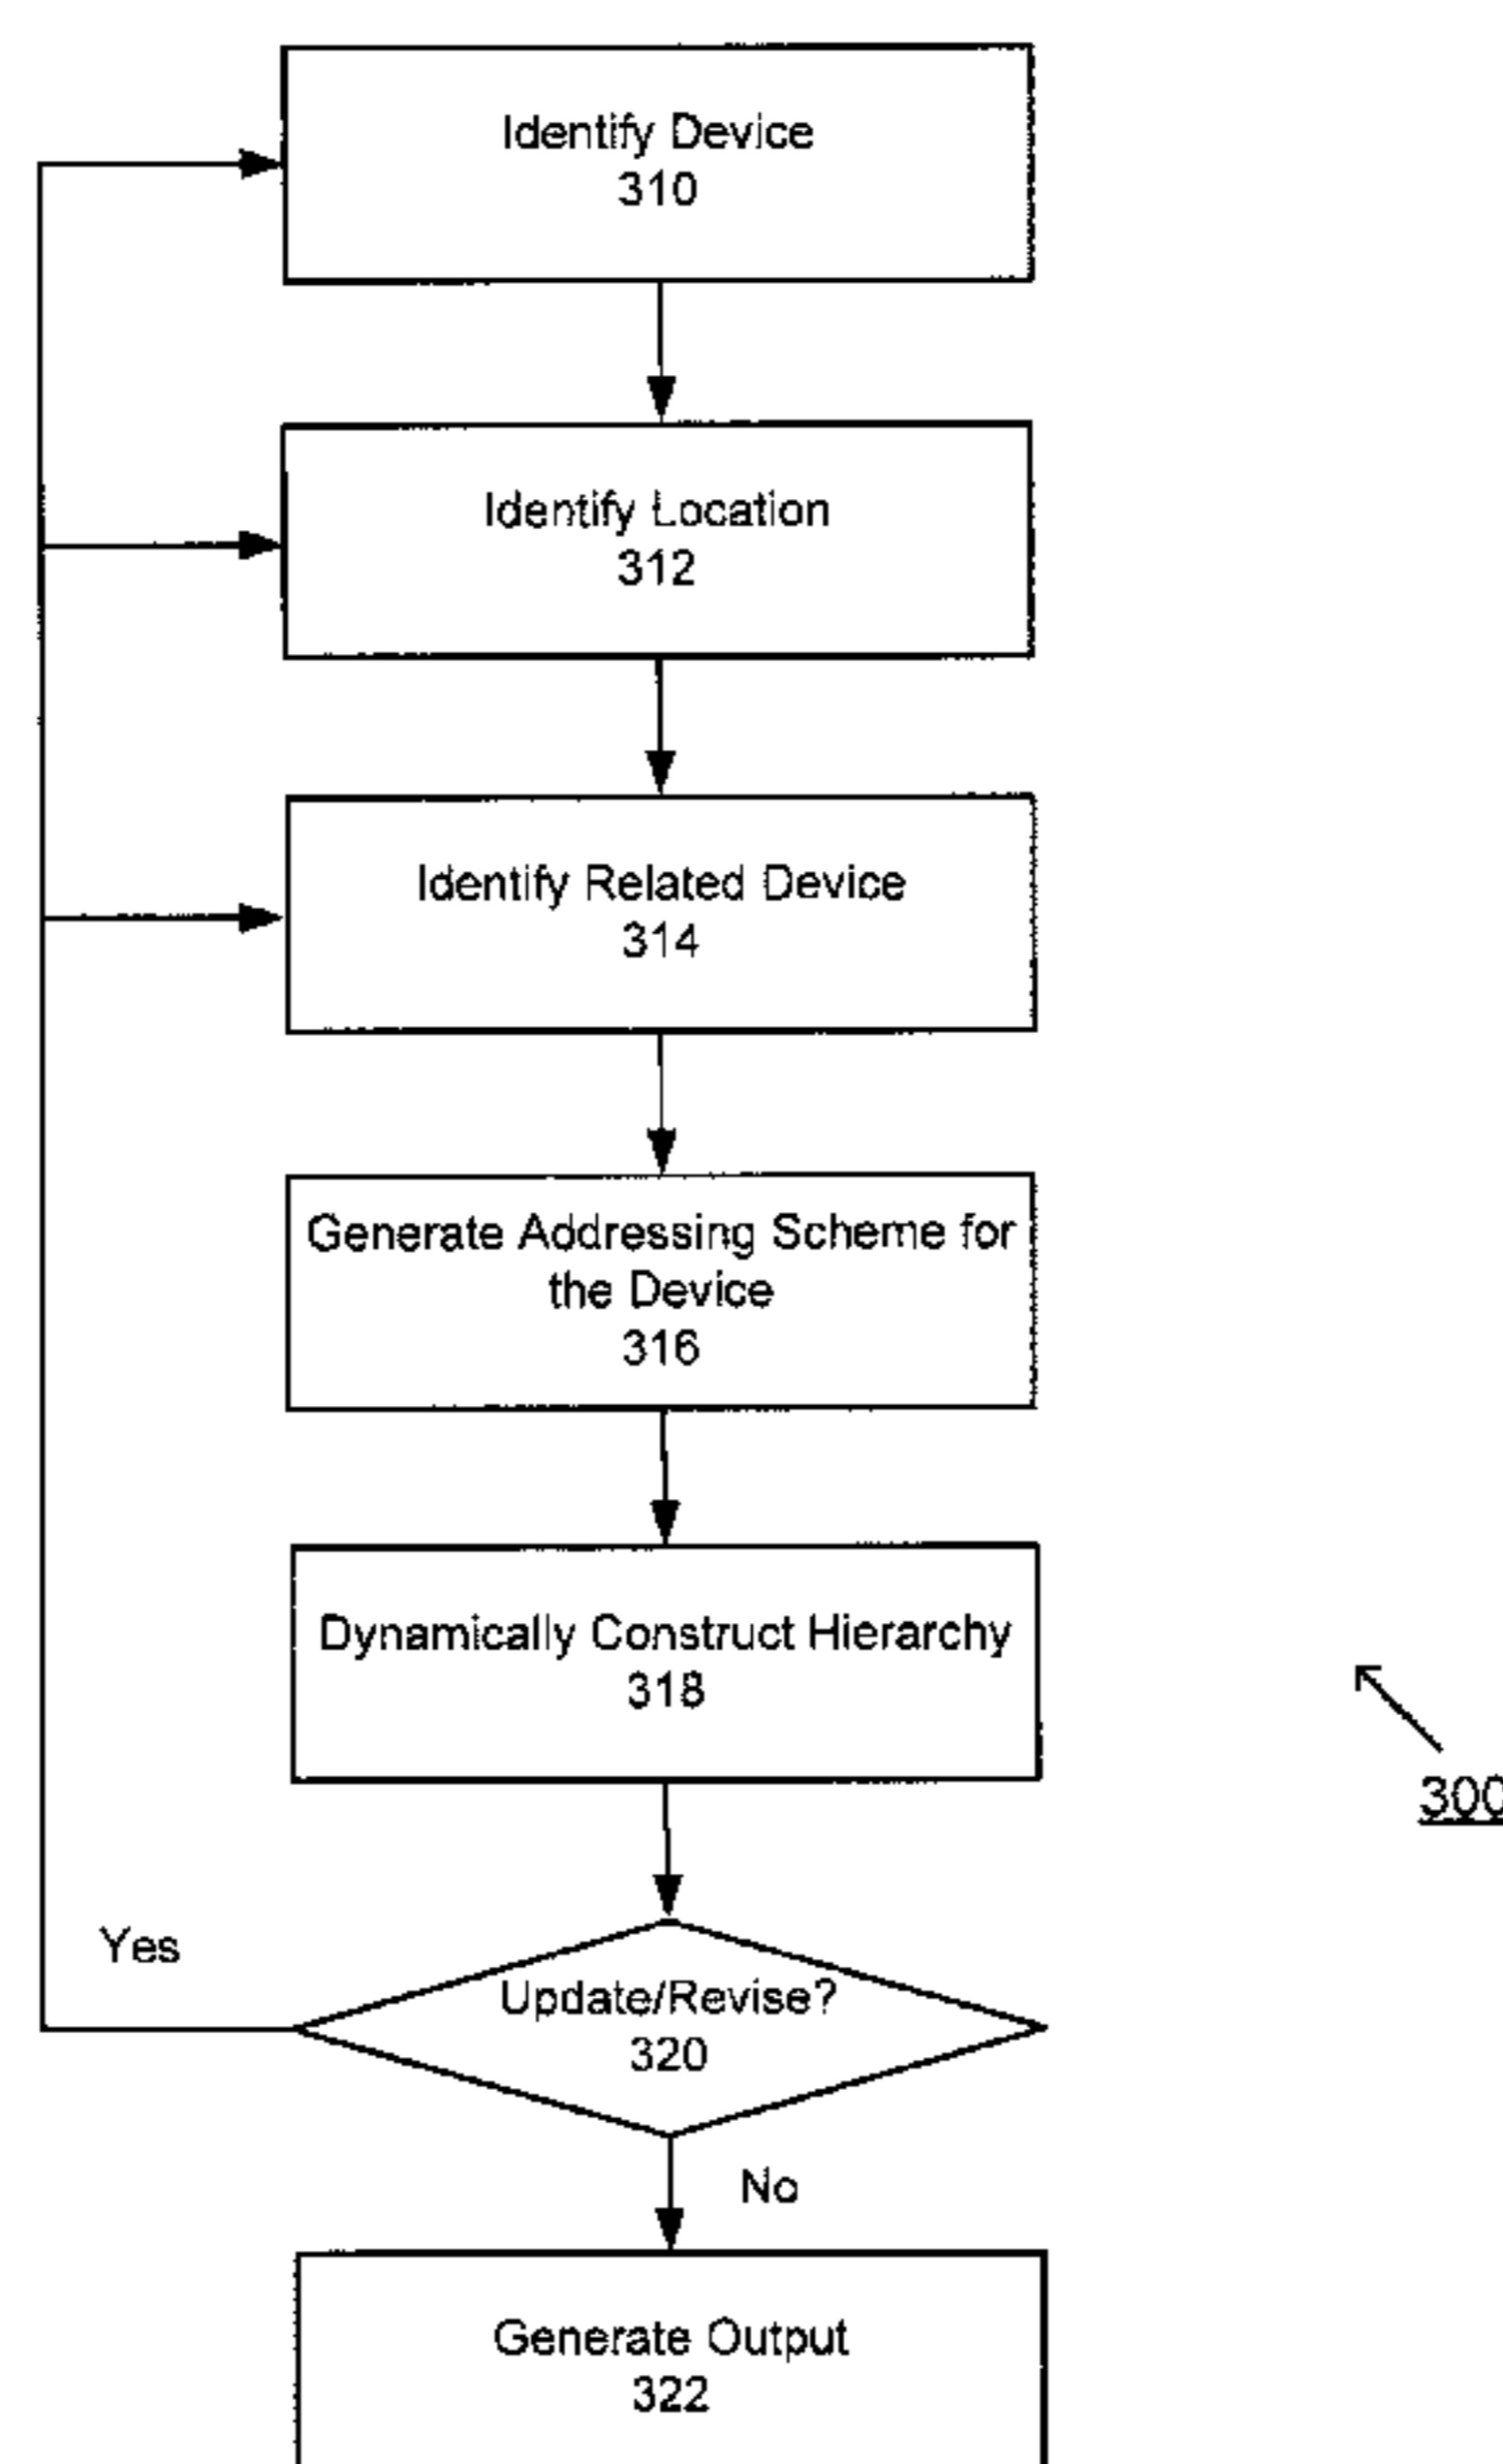 Identify Device
310
Identify Location
312
Identify Related Device
314
Generate Addressing Scheme for
the Device
316
Dynamically Construct Hierarchy
318
300
Yes
Update/Revise?
320
No
Generate Output
322